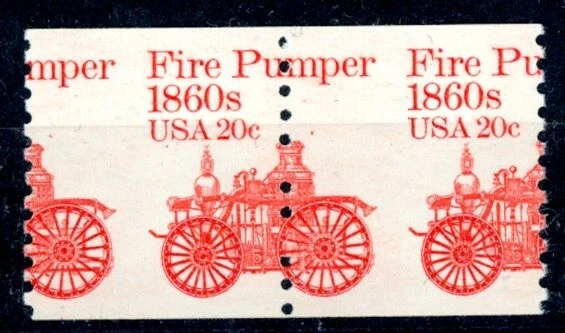 mper Fire Pumper Fire Pu
1860s 1860s
USA 20c USA 20c